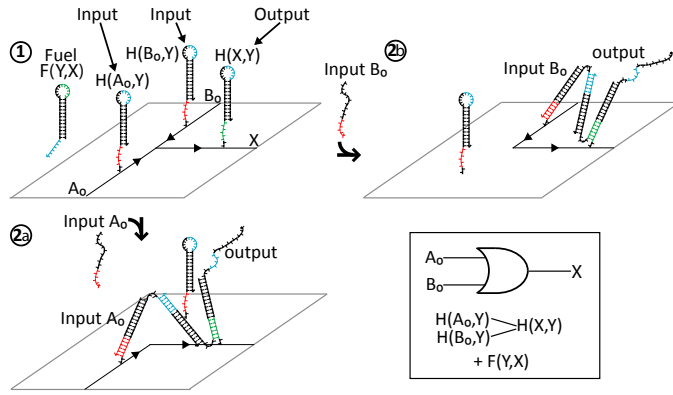 Input Input Output
① Fuel H(B₀,Y) H(X,Y)
F(Y,X) H(A₀,Y)
B₀
X
A₀
Input B₀
②b
Input B₀ output
Input A₀
②a
output
Input A₀
A₀
B₀ X
H(A₀,Y)
H(X,Y)
H(B₀,Y)
+ F(Y,X)